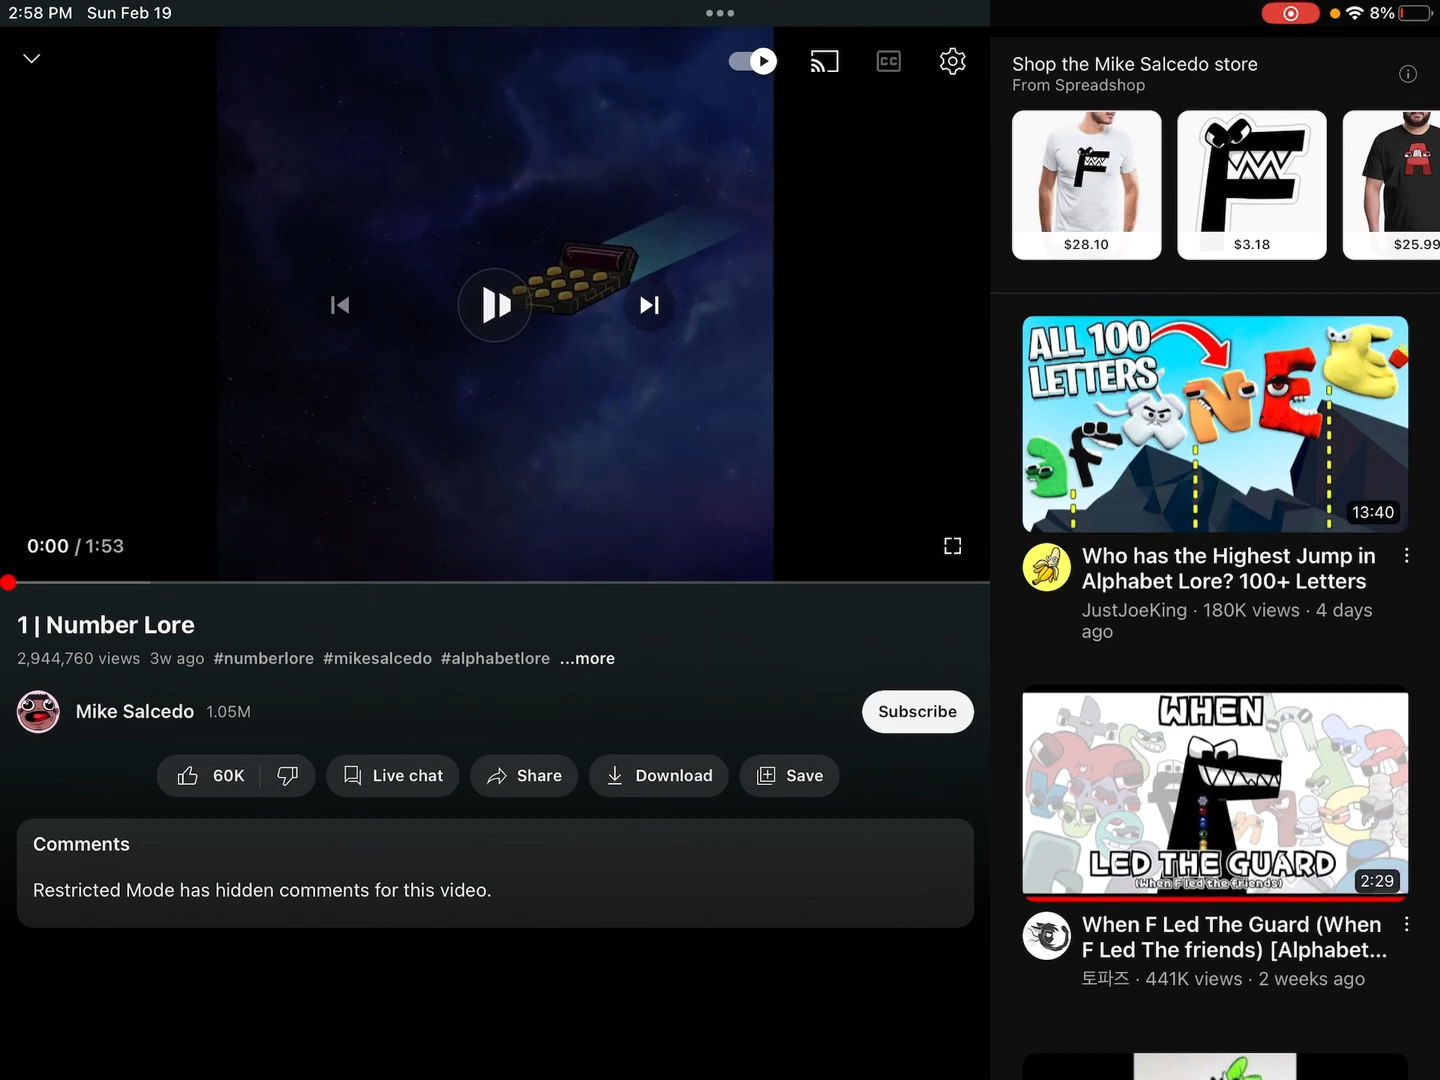 2:58 PM Sun Feb 19
8%
CC
0:00 / 1:53
1 | Number Lore
2,944,760 views 3w ago #numberlore #mikesalcedo #alphabetlore ...more
Mike Salcedo 1.05M
Subscribe
60K
Live chat
Share
Download
Save
Comments
Restricted Mode has hidden comments for this video.
Shop the Mike Salcedo store
From Spreadshop
$28.10
$3.18
$25.99
ALL 100
LETTERS
13:40
Who has the Highest Jump in
Alphabet Lore? 100+ Letters
JustJoeKing · 180K views · 4 days
ago
WHEN
LED THE GUARD
(When F led the friends)
2:29
When F Led The Guard (When
F Led The friends) [Alphabet...
토파즈 · 441K views · 2 weeks ago